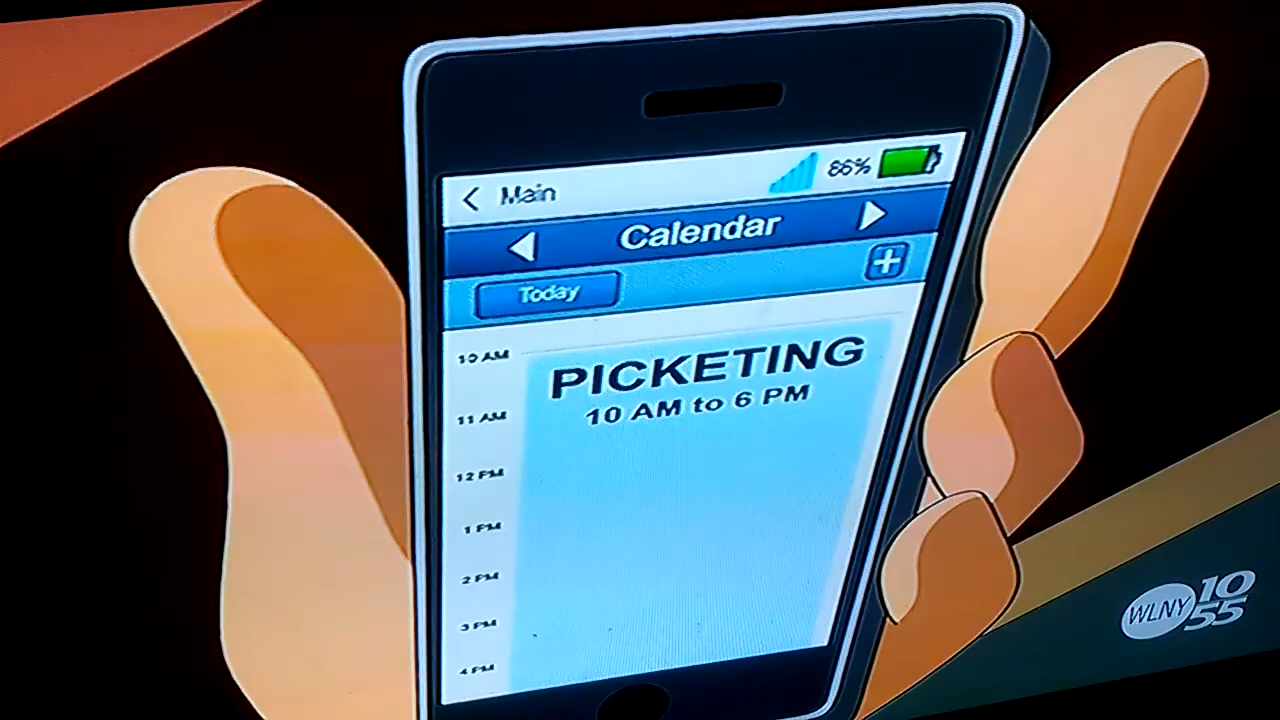 < Main 86%
Calendar
Today +
PICKETING
10 AM to 6 PM
10 AM
11 AM
12 PM
1 PM
2 PM
3 PM
4 PM
WLNY 10
55